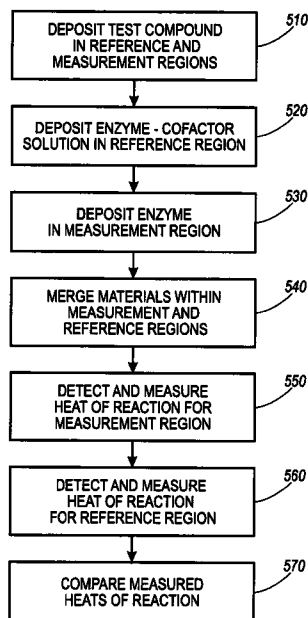 510
DEPOSIT TEST COMPOUND
IN REFERENCE AND
MEASUREMENT REGIONS
520
DEPOSIT ENZYME - COFACTOR
SOLUTION IN REFERENCE REGION
530
DEPOSIT ENZYME
IN MEASUREMENT REGION
540
MERGE MATERIALS WITHIN
MEASUREMENT AND
REFERENCE REGIONS
550
DETECT AND MEASURE
HEAT OF REACTION FOR
MEASUREMENT REGION
560
DETECT AND MEASURE
HEAT OF REACTION
FOR REFERENCE REGION
570
COMPARE MEASURED
HEATS OF REACTION